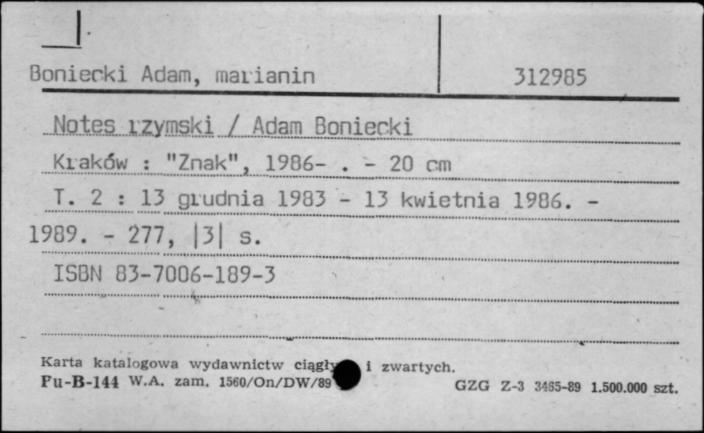 Boniecki Adam, marianin 312985
Notes rzymski / Adam Boniecki
Kraków : "Znak", 1986- . - 20 cm
T. 2 : 13 grudnia 1983 - 13 kwietnia 1986. -
1989. - 277, |3| s.
ISBN 83-7006-189-3
Karta katalogowa wydawnictw ciągły i zwartych.
Pu-B-144 W.A. zam. 1560/On/DW/89
GZG Z-3 3465-89 1.500.000 szt.